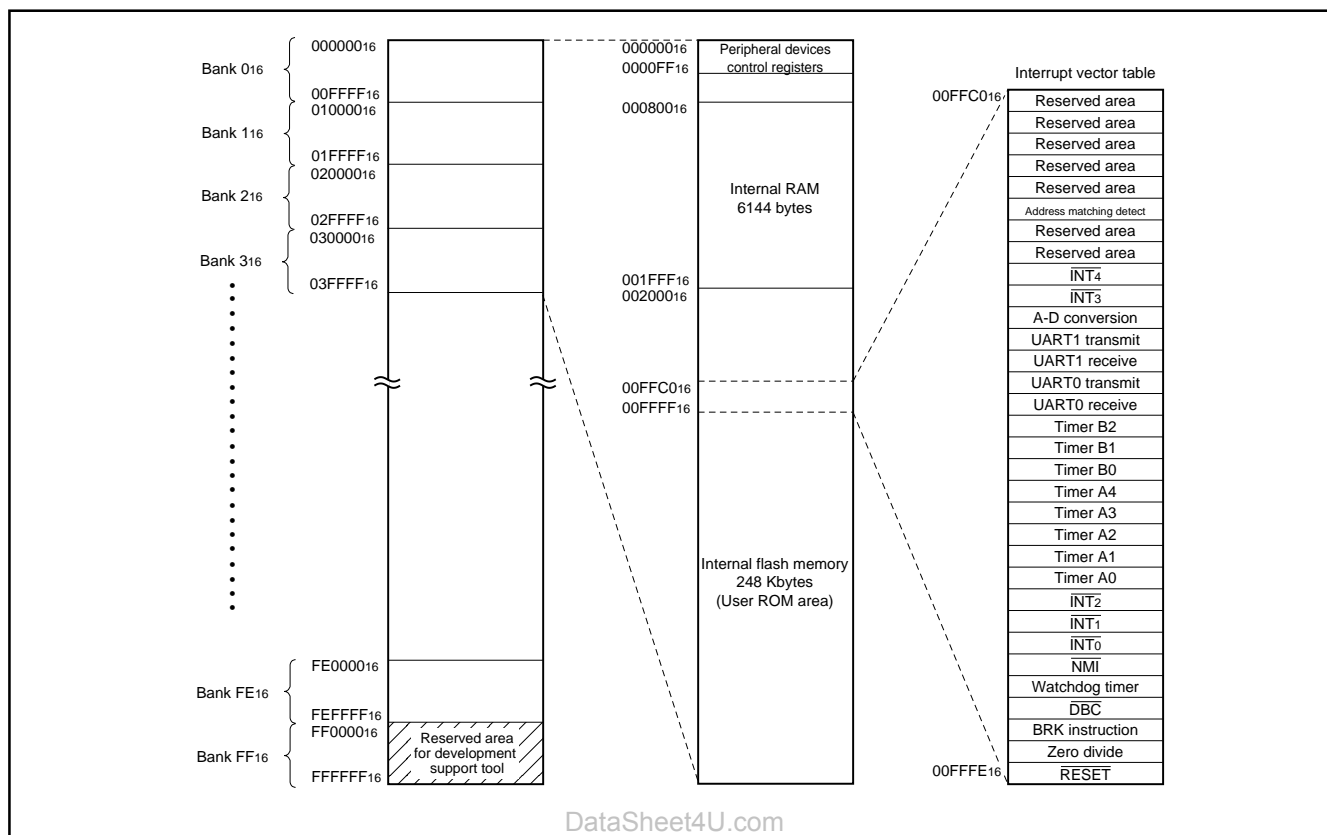 Bank 016
Bank 116
Bank 216
Bank 316
Bank FE16
Bank FF16
00000016
00FFFF16
01000016
01FFFF16
02000016
02FFFF16
03000016
03FFFF16
FE000016
FEFFFF16
FF000016
FFFFFF16
Reserved area
for development
support tool
00000016
0000FF16
00080016
001FFF16
00200016
00FFC016
00FFFF16
Peripheral devices
control registers
Internal RAM
6144 bytes
Internal flash memory
248 Kbytes
(User ROM area)
Interrupt vector table
00FFC016
00FFFE16
Reserved area
Reserved area
Reserved area
Reserved area
Reserved area
Address matching detect
Reserved area
Reserved area
INT4
INT3
A-D conversion
UART1 transmit
UART1 receive
UART0 transmit
UART0 receive
Timer B2
Timer B1
Timer B0
Timer A4
Timer A3
Timer A2
Timer A1
Timer A0
INT2
INT1
INT0
NMI
Watchdog timer
DBC
BRK instruction
Zero divide
RESET
DataSheet4U.com